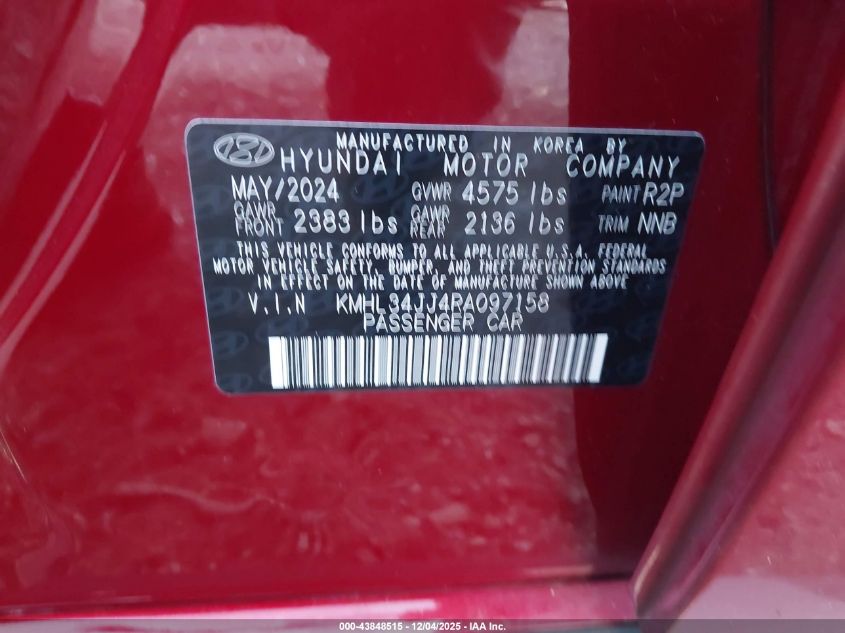 MANUFACTURED IN KOREA BY
HYUNDAI MOTOR COMPANY
MAY/2024 GVWR 4575 lbs PAINT R2P
GAWR FRONT 2383 lbs GAWR REAR 2136 lbs TRIM NNB
THIS VEHICLE CONFORMS TO ALL APPLICABLE U.S.A. FEDERAL
MOTOR VEHICLE SAFETY, BUMPER, AND THEFT PREVENTION STANDARDS
IN EFFECT ON THE DATE OF MANUFACTURE SHOWN ABOVE
V.I.N KMHL34JJ4RA097158
PASSENGER CAR
000-43848515 - 12/04/2025 - IAA Inc.